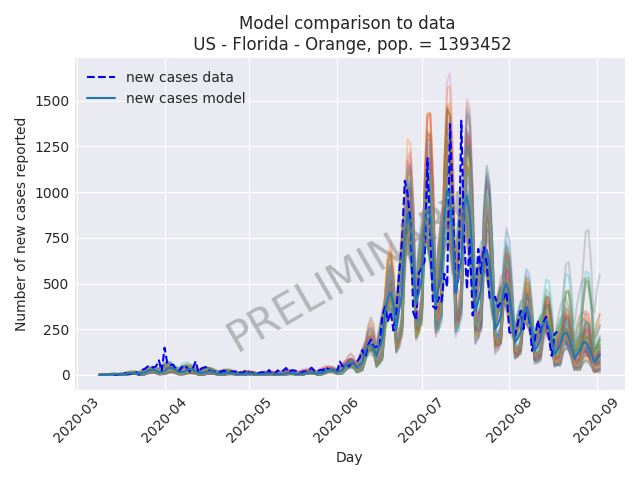 Model comparison to data
US - Florida - Orange, pop. = 1393452
new cases data
new cases model
Number of new cases reported
1500
1250
1000
750
500
250
0
2020-03
2020-04
2020-05
2020-06
2020-07
2020-08
2020-09
Day